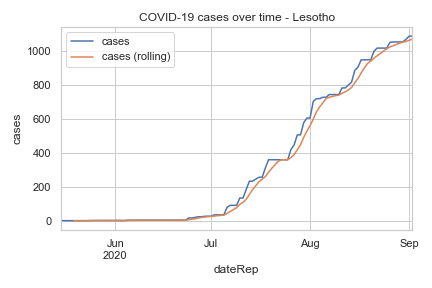 COVID-19 cases over time - Lesotho
cases
cases (rolling)
cases
1000
800
600
400
200
0
Jun
2020
Jul
Aug
Sep
dateRep